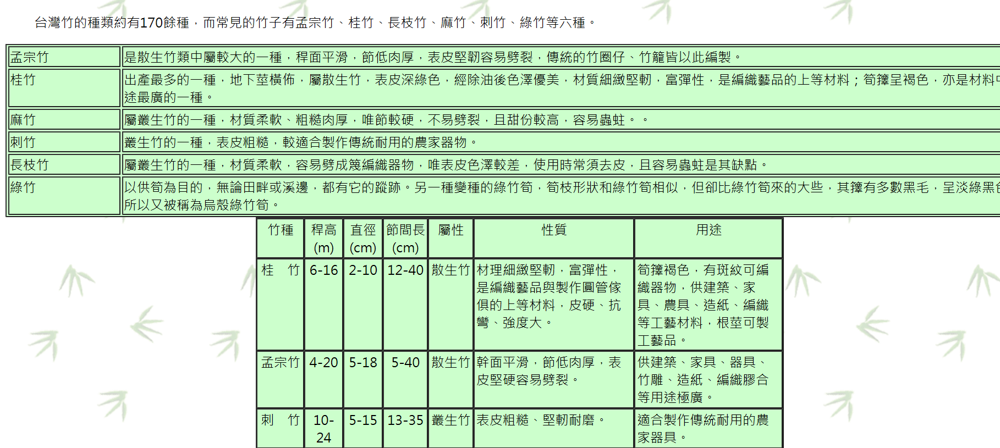 台灣竹的種類約有170餘種，而常見的竹子有孟宗竹、桂竹、長枝竹、麻竹、刺竹、綠竹等六種。
孟宗竹 是散生竹類中屬較大的一種，稈面平滑，節低肉厚，表皮堅韌容易劈裂，傳統的竹圈仔、竹籠皆以此編製。
桂竹 出產最多的一種，地下莖橫佈，屬散生竹，表皮深綠色，經除油後色澤優美，材質細緻堅韌，富彈性，是編織藝品的上等材料；筍籜呈褐色，亦是材料中
途最廣的一種。
麻竹 屬叢生竹的一種，材質柔軟、粗糙肉厚，唯節較硬，不易劈裂，且甜份較高，容易蟲蛀。。
刺竹 叢生竹的一種，表皮粗糙，較適合製作傳統耐用的農家器物。
長枝竹 屬叢生竹的一種，材質柔軟，容易劈成篾編織器物，唯表皮色澤較差，使用時常須去皮，且容易蟲蛀是其缺點。
綠竹 以供筍為目的，無論田畔或溪邊，都有它的蹤跡。另一種變種的綠竹筍，筍枝形狀和綠竹筍相似，但卻比綠竹筍來的大些，其籜有多數黑毛，呈淡綠黑色
所以又被稱為烏殼綠竹筍。
竹種 稈高 直徑 節間長 屬性 性質 用途
(m) (cm) (cm)
桂 竹 6-16 2-10 12-40 散生竹 材理細緻堅韌，富彈性， 筍籜褐色，有斑紋可編
是編織藝品與製作圓管傢 織器物，供建築、家
俱的上等材料，皮硬、抗 具、農具、造紙、編織
彎、強度大。 等工藝材料，根莖可製
工藝品。
孟宗竹 4-20 5-18 5-40 散生竹 幹面平滑，節低肉厚，表 供建築、家具、器具、
皮堅硬容易劈裂。 竹雕、造紙、編織膠合
等用途極廣。
刺 竹 10- 5-15 13-35 叢生竹 表皮粗糙、堅韌耐磨。 適合製作傳統耐用的農
24 家器具。